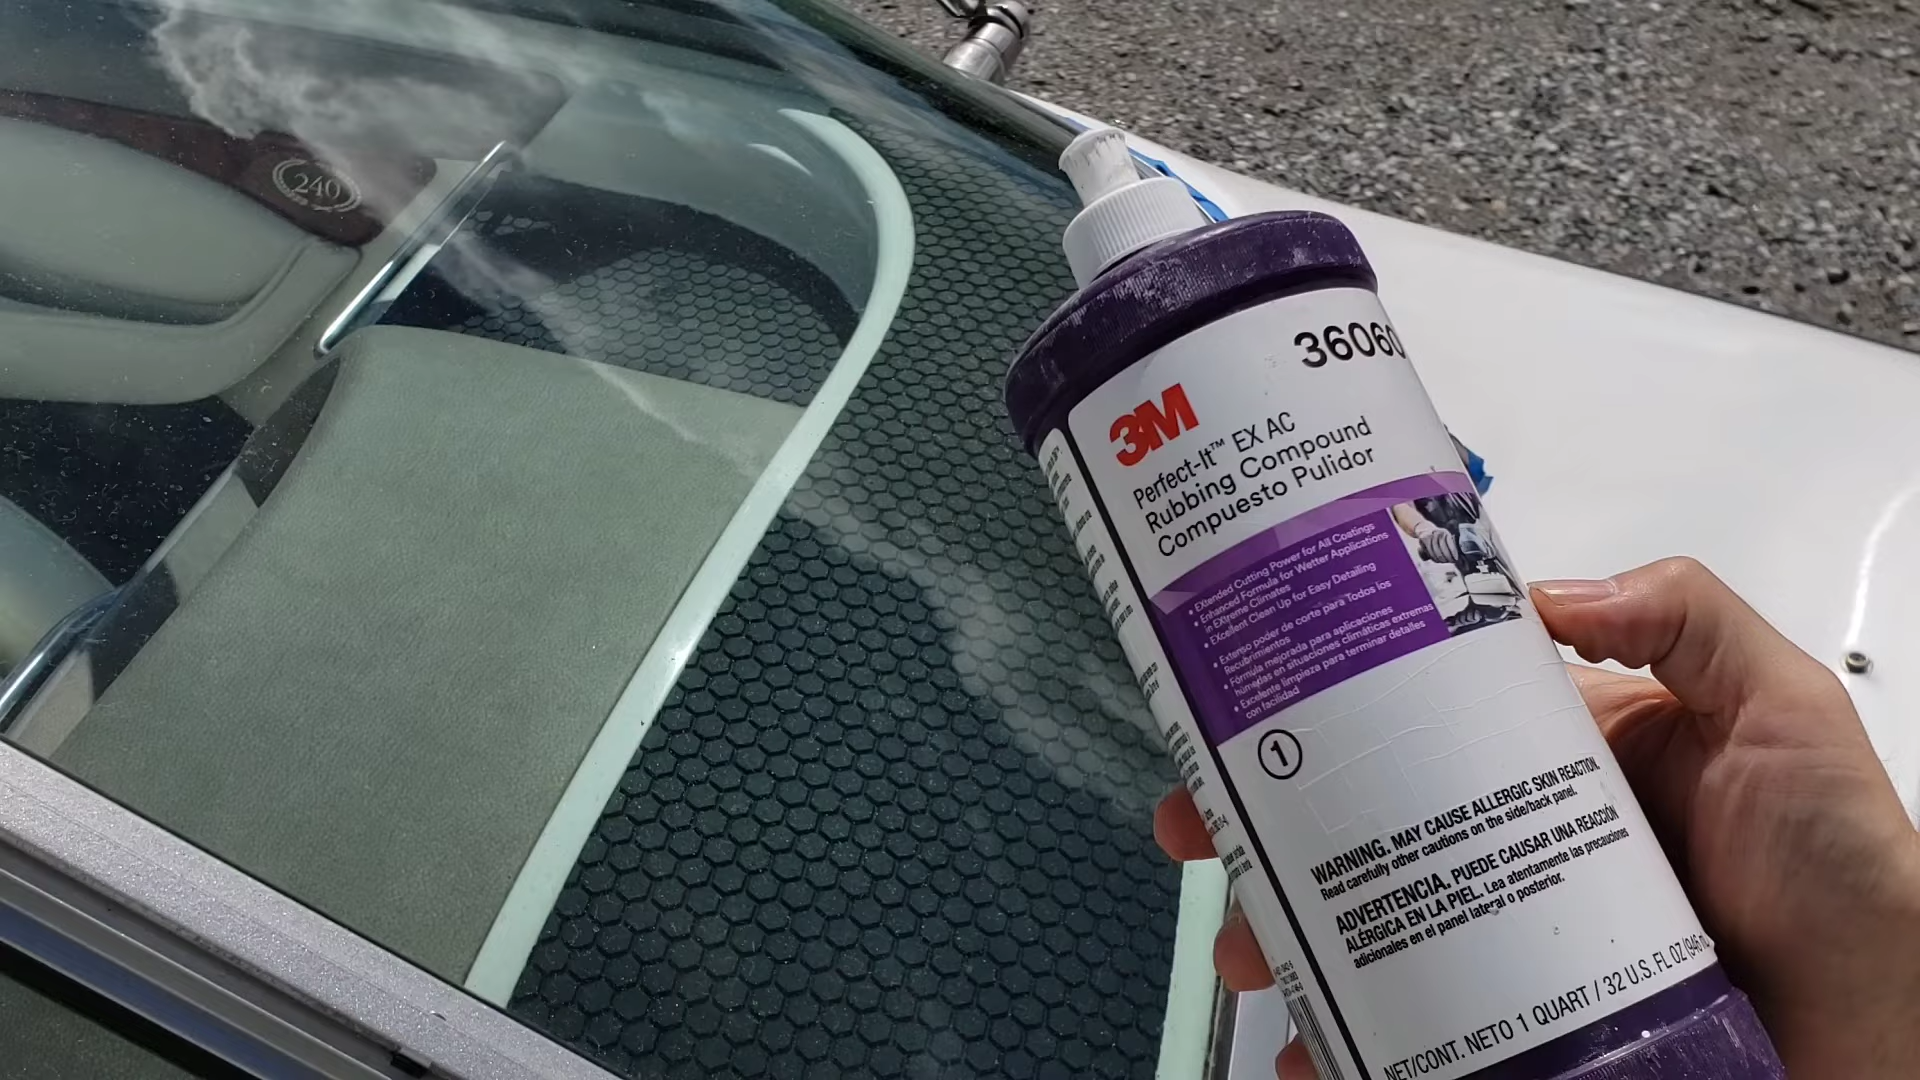 240
36060
3M
Perfect-It™ EX AC
Rubbing Compound
Compuesto Pulidor
• Extended Cutting Power for All Coatings
• Enhanced Formula for Wetter Applications
in EXtreme Climates
• EXcellent Clean Up for Easy Detailing
• Extenso poder de corte para Todos los
Recubrimientos
• Fórmula mejorada para aplicaciones
húmedas en situaciones climáticas extremas
• Excelente limpieza para terminar detalles
con facilidad
1
WARNING. MAY CAUSE ALLERGIC SKIN REACTION.
Read carefully other cautions on the side/back panel.
ADVERTENCIA. PUEDE CAUSAR UNA REACCIÓN
ALÉRGICA EN LA PIEL. Lea atentamente las precauciones
adicionales en el panel lateral o posterior.
NET/CONT. NETO 1 QUART / 32 U.S. FL OZ (946 mL